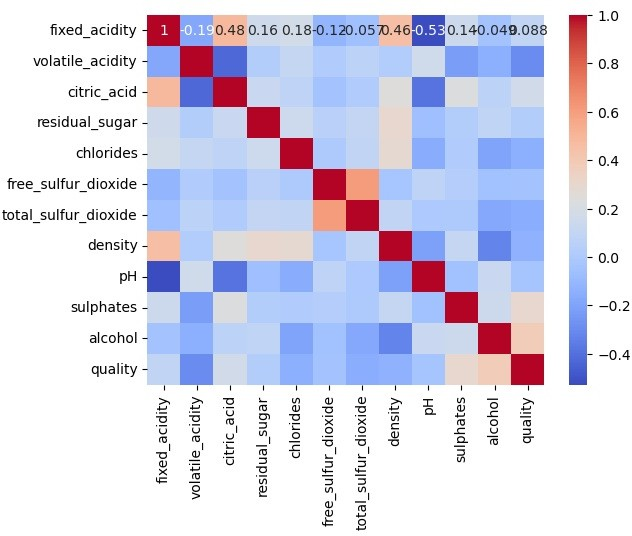 fixed_acidity 1 -0.19 0.48 0.16 0.18 -0.12 -0.057 0.46 -0.53 0.14 -0.049 0.088
volatile_acidity
citric_acid
residual_sugar
chlorides
free_sulfur_dioxide
total_sulfur_dioxide
density
pH
sulphates
alcohol
quality
fixed_acidity
volatile_acidity
citric_acid
residual_sugar
chlorides
free_sulfur_dioxide
total_sulfur_dioxide
density
pH
sulphates
alcohol
quality
1.0
0.8
0.6
0.4
0.2
0.0
−0.2
−0.4